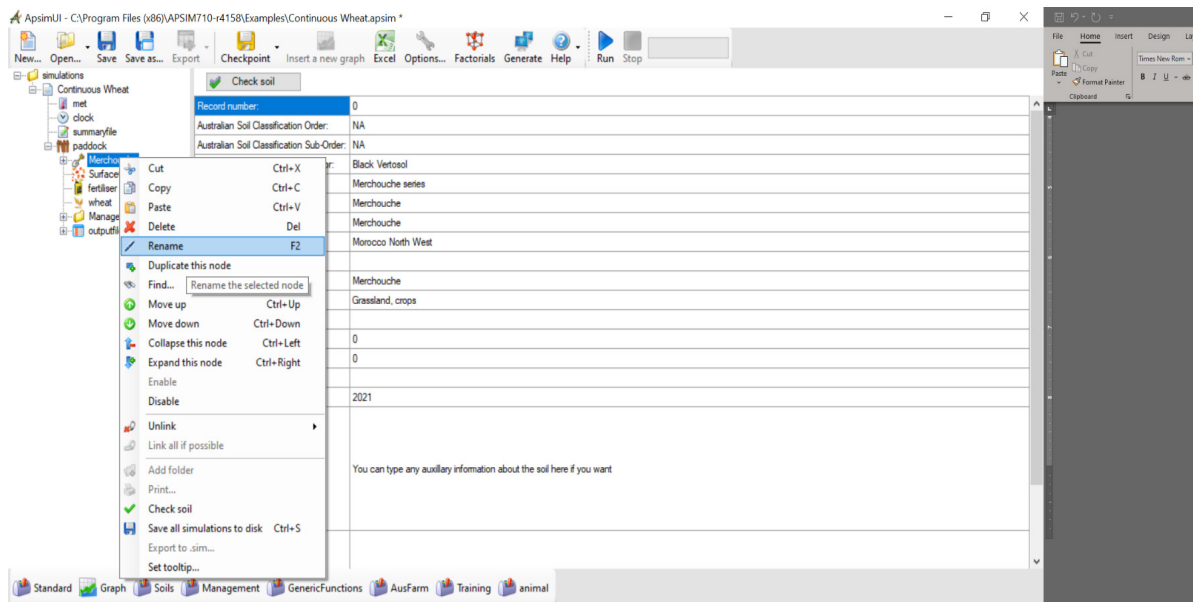 ApsimUI - C:\Program Files (x86)\APSIM710-r4158\Examples\Continuous Wheat.apsim *
New... Open... Save Save as... Export Checkpoint Insert a new graph Excel Options... Factorials Generate Help Run Stop
File Home Insert Design
Cut
Copy
Format Painter
Paste
Clipboard
Times New Rom
B I U ab
simulations
Continuous Wheat
met
clock
summaryfile
paddock
fertiliser
wheat
Check soil
Record number: 0
Australian Soil Classification Order: NA
Australian Soil Classification Sub-Order: NA
Black Vertosol
Merchouche series
Merchouche
Merchouche
Morocco North West
Merchouche
Grassland, crops
0
0
2021
You can type any auxillary information about the soil here if you want
Cut Ctrl+X
Copy Ctrl+C
Paste Ctrl+V
Delete Del
Rename F2
Duplicate this node
Find...
Rename the selected node
Move up Ctrl+Up
Move down Ctrl+Down
Collapse this node Ctrl+Left
Expand this node Ctrl+Right
Enable
Disable
Unlink
Link all if possible
Add folder
Print...
Check soil
Save all simulations to disk Ctrl+S
Export to .sim...
Set tooltip...
Standard Graph Soils Management GenericFunctions AusFarm Training animal